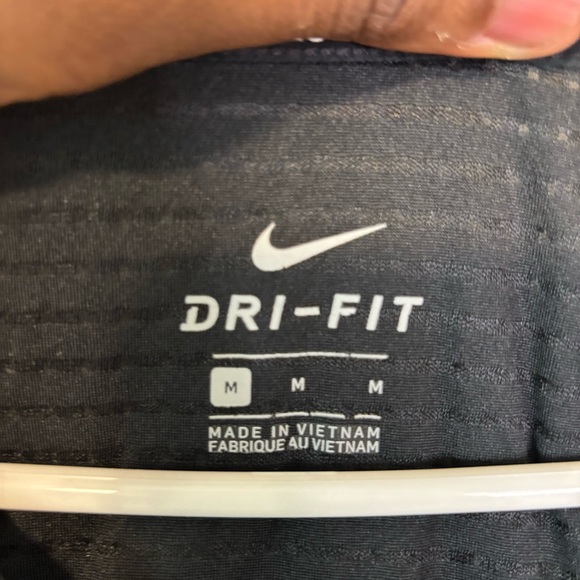 DRI-FIT
M M M
MADE IN VIETNAM
FABRIQUE AU VIETNAM